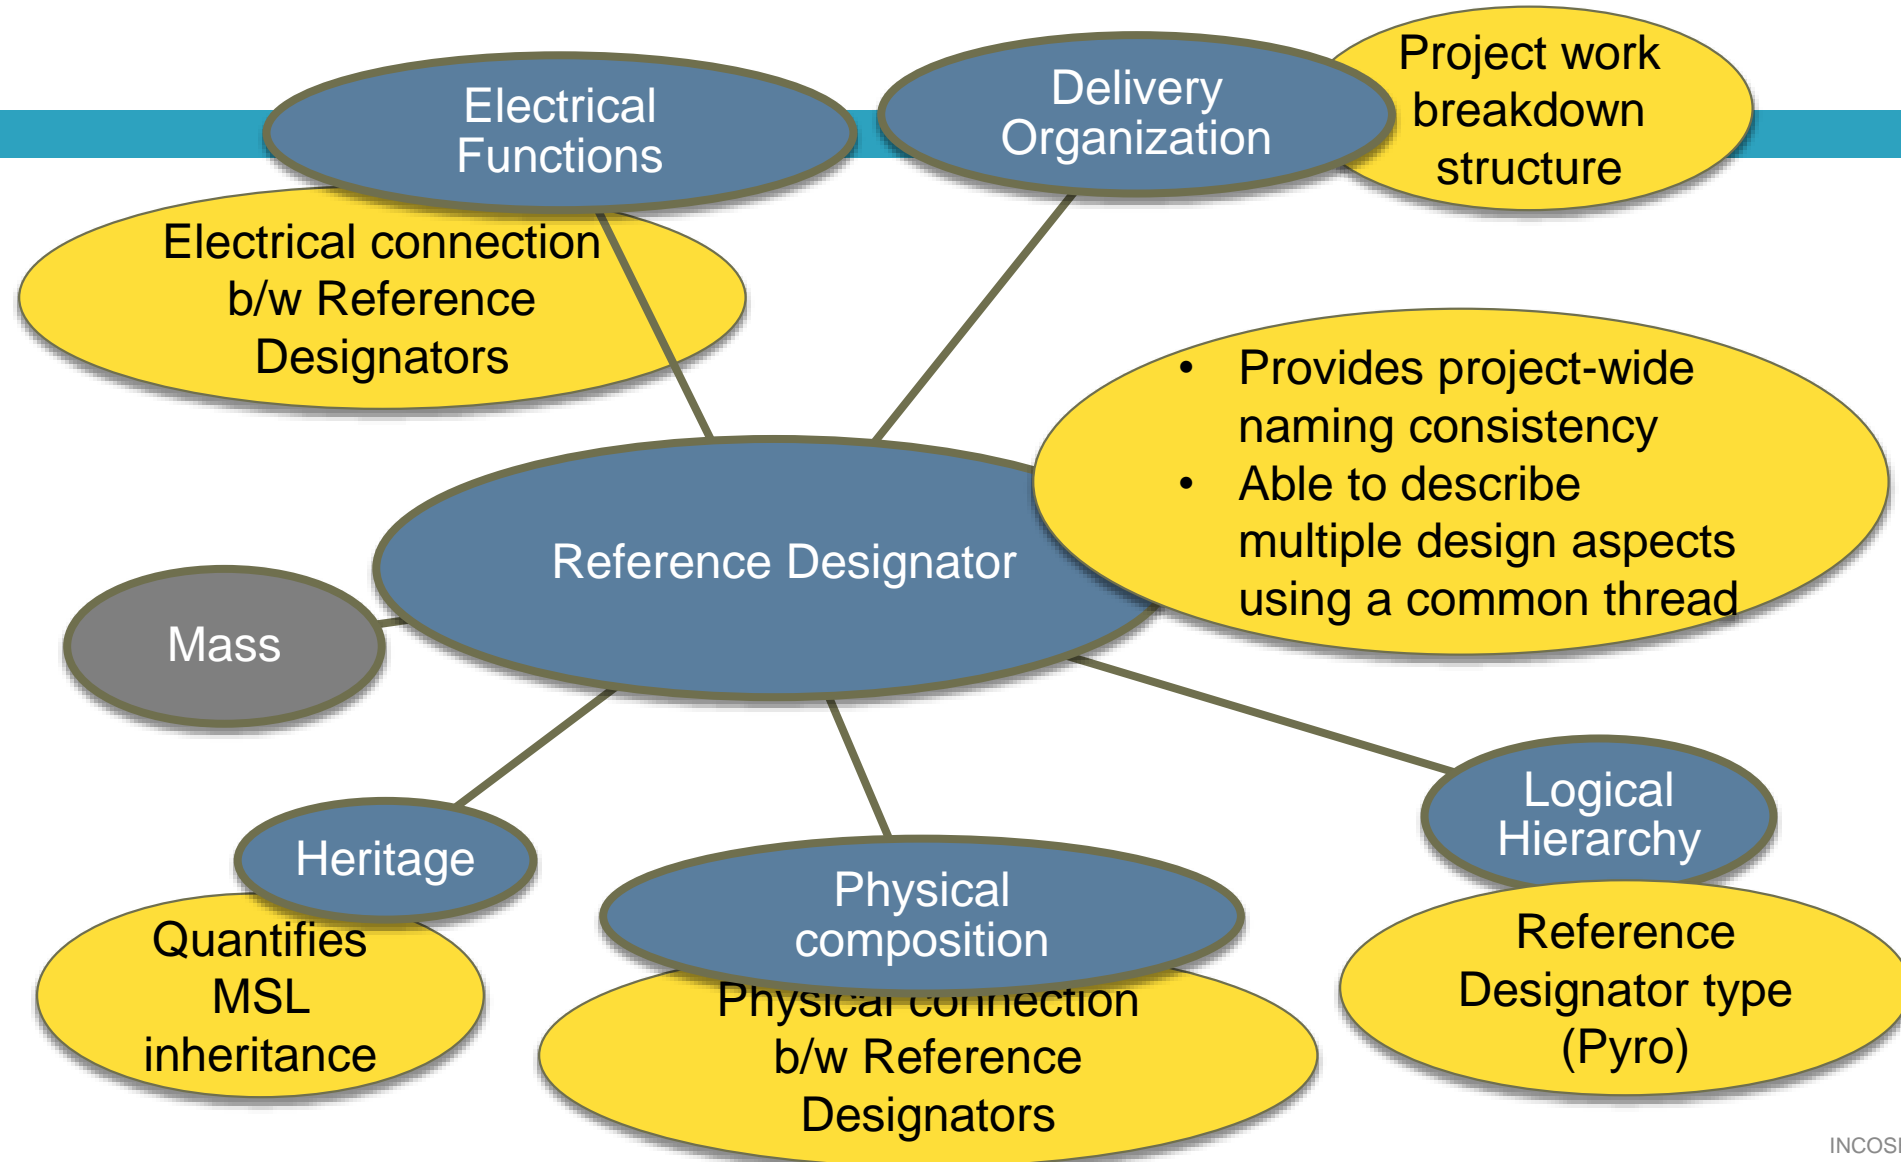 Electrical
Functions
Delivery
Organization
Project work
breakdown
structure
Electrical connection
b/w Reference
Designators
• Provides project-wide
naming consistency
• Able to describe
multiple design aspects
using a common thread
Reference Designator
Mass
Heritage
Quantifies
MSL
inheritance
Physical
composition
Physical connection
b/w Reference
Designators
Logical
Hierarchy
Reference
Designator type
(Pyro)